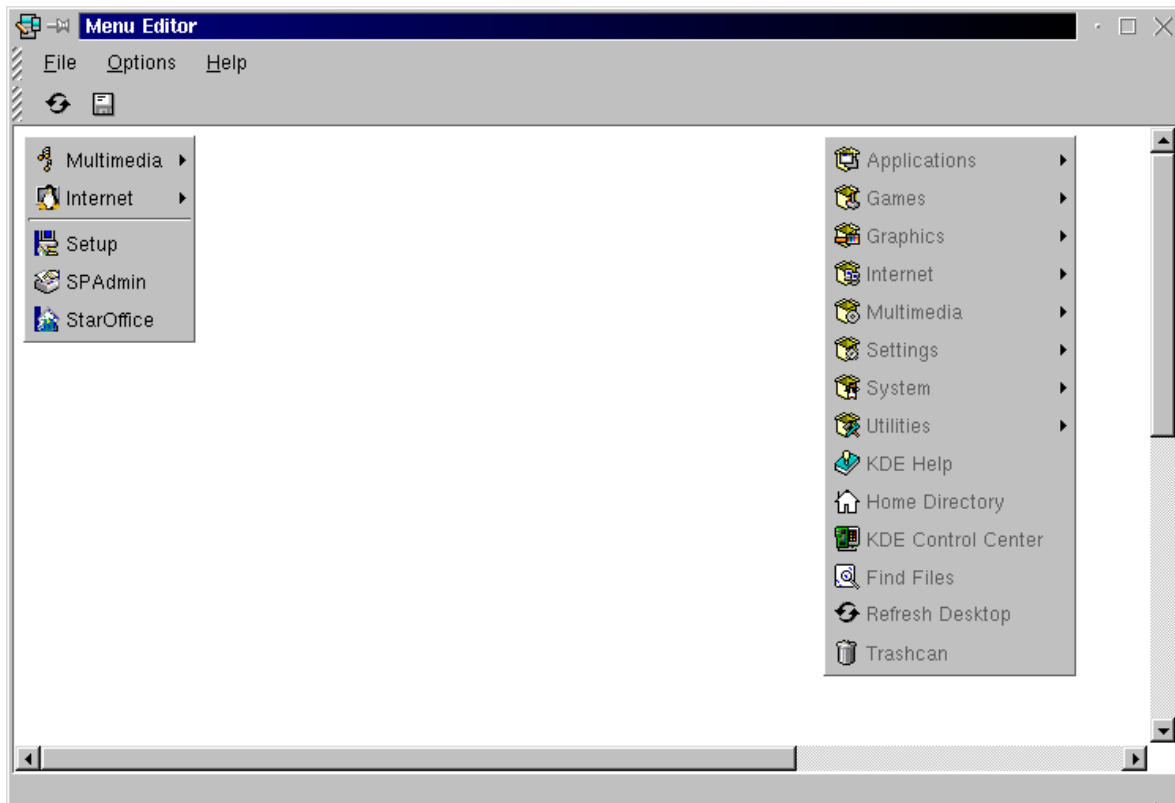 Menu Editor
File Options Help
Multimedia
Internet
Setup
SPAdmin
StarOffice
Applications
Games
Graphics
Internet
Multimedia
Settings
System
Utilities
KDE Help
Home Directory
KDE Control Center
Find Files
Refresh Desktop
Trashcan